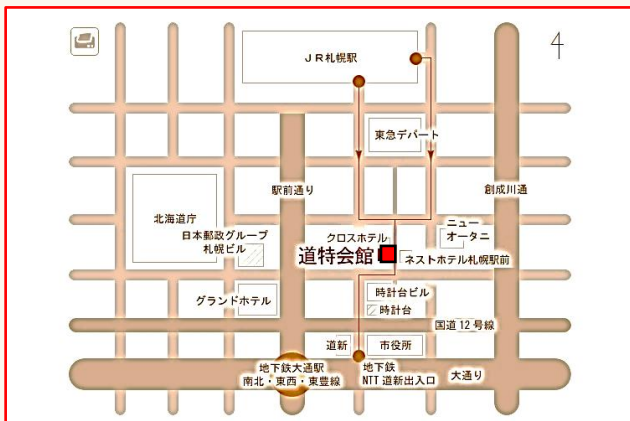 4
JR札幌駅
東急デパート
駅前通り
創成川通
北海道庁
日本郵政グループ
札幌ビル
ニュー
オータニ
クロスホテル
道特会館
ネストホテル札幌駅前
グランドホテル
時計台ビル
時計台
国道12号線
道新
市役所
地下鉄大通駅
南北・東西・東豊線
地下鉄
NTT道新出入口
大通り